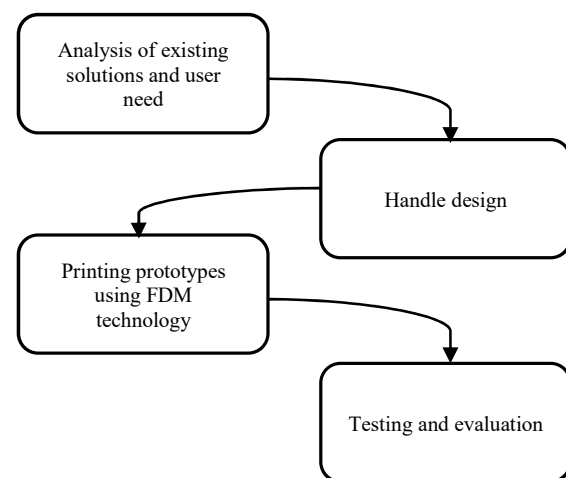 Analysis of existing
solutions and user
need
Handle design
Printing prototypes
using FDM
technology
Testing and evaluation